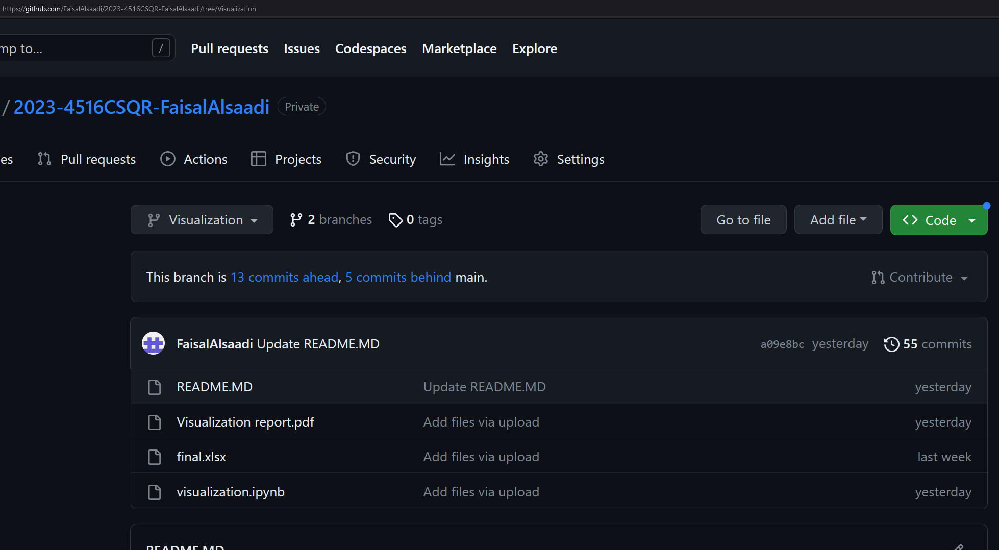 https://github.com/FaisalAlsaadi/2023-4516CSQR-FaisalAlsaadi/tree/Visualization
mp to... / Pull requests Issues Codespaces Marketplace Explore
/ 2023-4516CSQR-FaisalAlsaadi Private
es Pull requests Actions Projects Security Insights Settings
Visualization 2 branches 0 tags Go to file Add file Code
This branch is 13 commits ahead, 5 commits behind main. Contribute
FaisalAlsaadi Update README.MD a09e8bc yesterday 55 commits
README.MD Update README.MD yesterday
Visualization report.pdf Add files via upload yesterday
final.xlsx Add files via upload last week
visualization.ipynb Add files via upload yesterday
README.MD